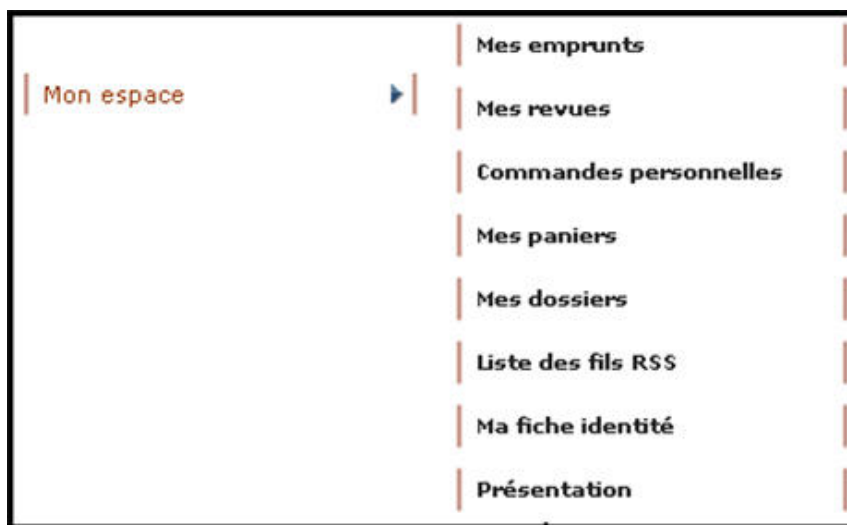 Mon espace
Mes emprunts
Mes revues
Commandes personnelles
Mes paniers
Mes dossiers
Liste des fils RSS
Ma fiche identité
Présentation